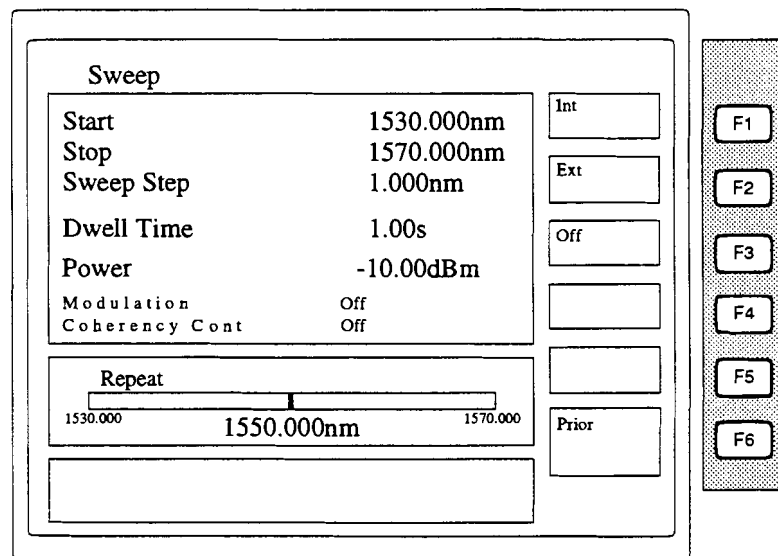 Sweep
Start 1530.000nm
Stop 1570.000nm
Sweep Step 1.000nm
Dwell Time 1.00s
Power -10.00dBm
Modulation Off
Coherency Cont Off
Repeat
1530.000 1570.000
1550.000nm
Int
Ext
Off
Prior
F1
F2
F3
F4
F5
F6